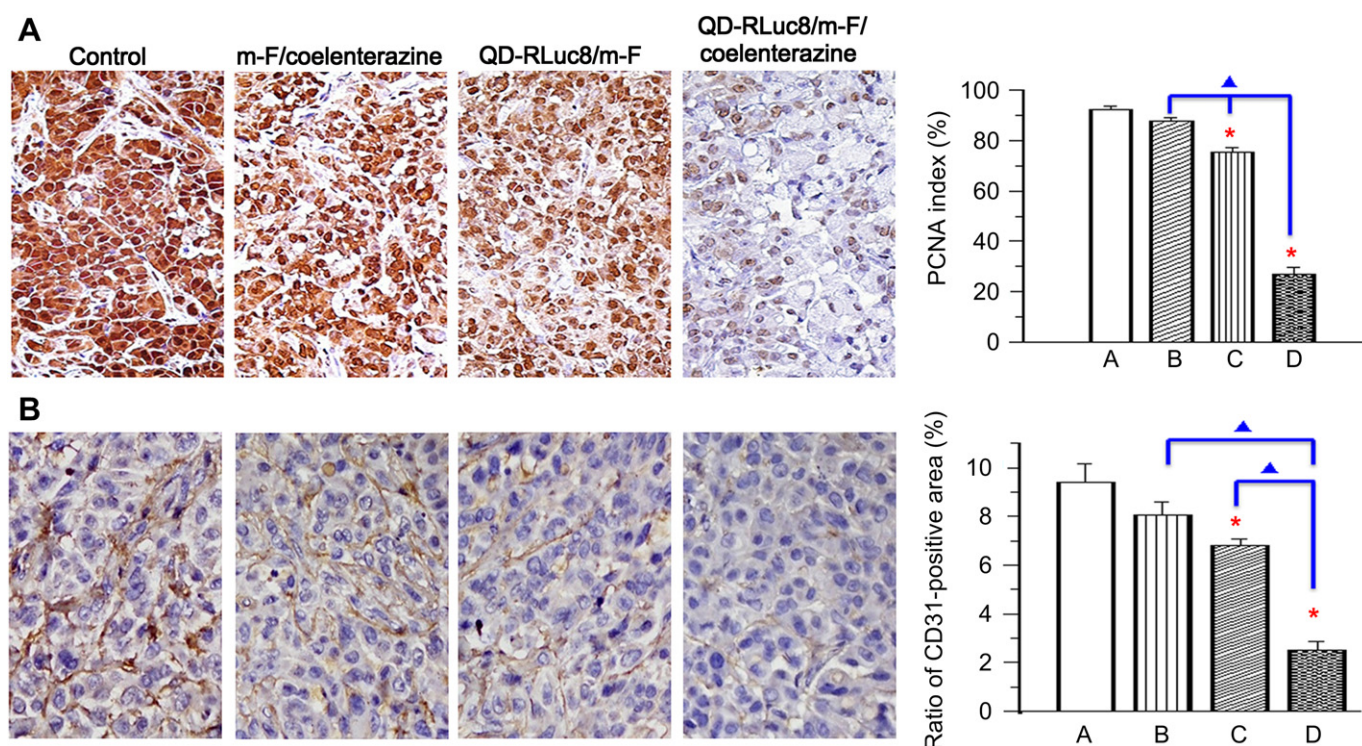 A
Control
m-F/coelenterazine
QD-RLuc8/m-F
QD-RLuc8/m-F/
coelenterazine
PCNA index (%)
100
80
60
40
20
0
*
*
A B C D
B
Ratio of CD31-positive area (%)
10
8
6
4
2
0
*
*
A B C D